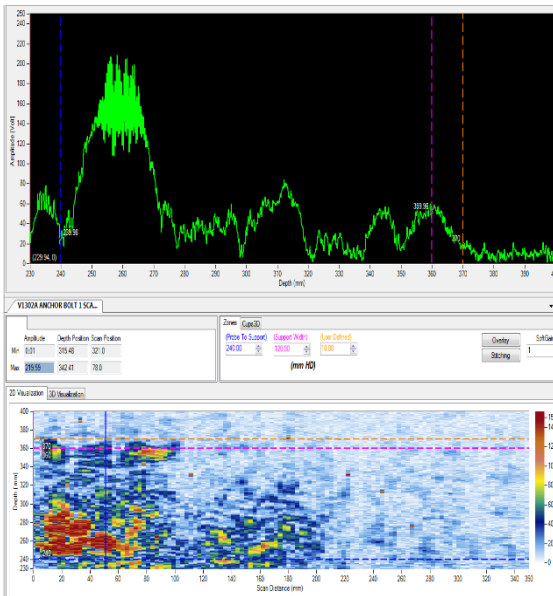 260
240
220
200
180
160
140
120
100
80
60
40
20
0
Amplitude [Volt]
239.96
359.96
370
(229.94, 0)
230 240 250 260 270 280 290 300 310 320 330 340 350 360 370 380 390
Depth (mm)
V1302A ANCHOR BOLT 1 SCA...
Amplitude Depth Position Scan Position
Min 0.01 315.40 321.0
Max 219.59 342.41 78.0
Zones Cups3D
(Probe To Support) (Support Width) (User Defined)
240.00 120.00 10.00
(mm HD)
Overlay
Stitching
SoftGain
1
2D Visualization 3D Visualization
400
380
360
340
320
300
280
260
240
230
Depth (mm)
0 20 40 60 80 100 120 140 160 180 200 220 240 260 280 300 320 350
Scan Distance (mm)